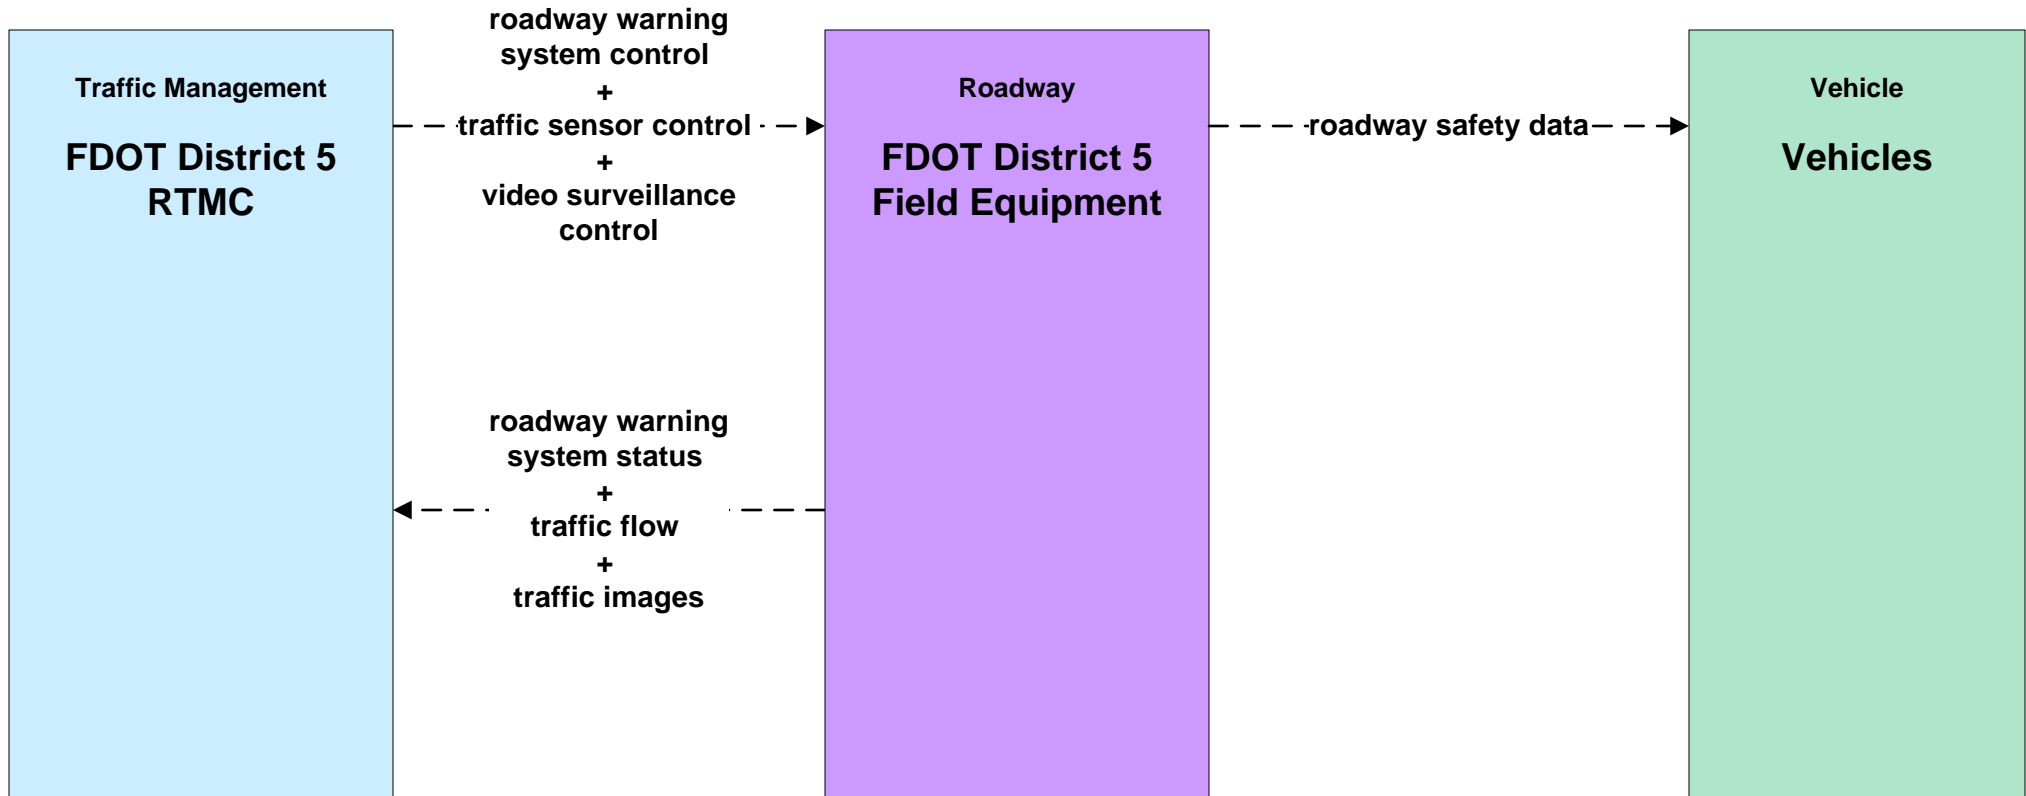 Traffic Management
FDOT District 5
RTMC
roadway warning
system control
+
traffic sensor control
+
video surveillance
control
Roadway
FDOT District 5
Field Equipment
roadway safety data
Vehicle
Vehicles
roadway warning
system status
+
traffic flow
+
traffic images